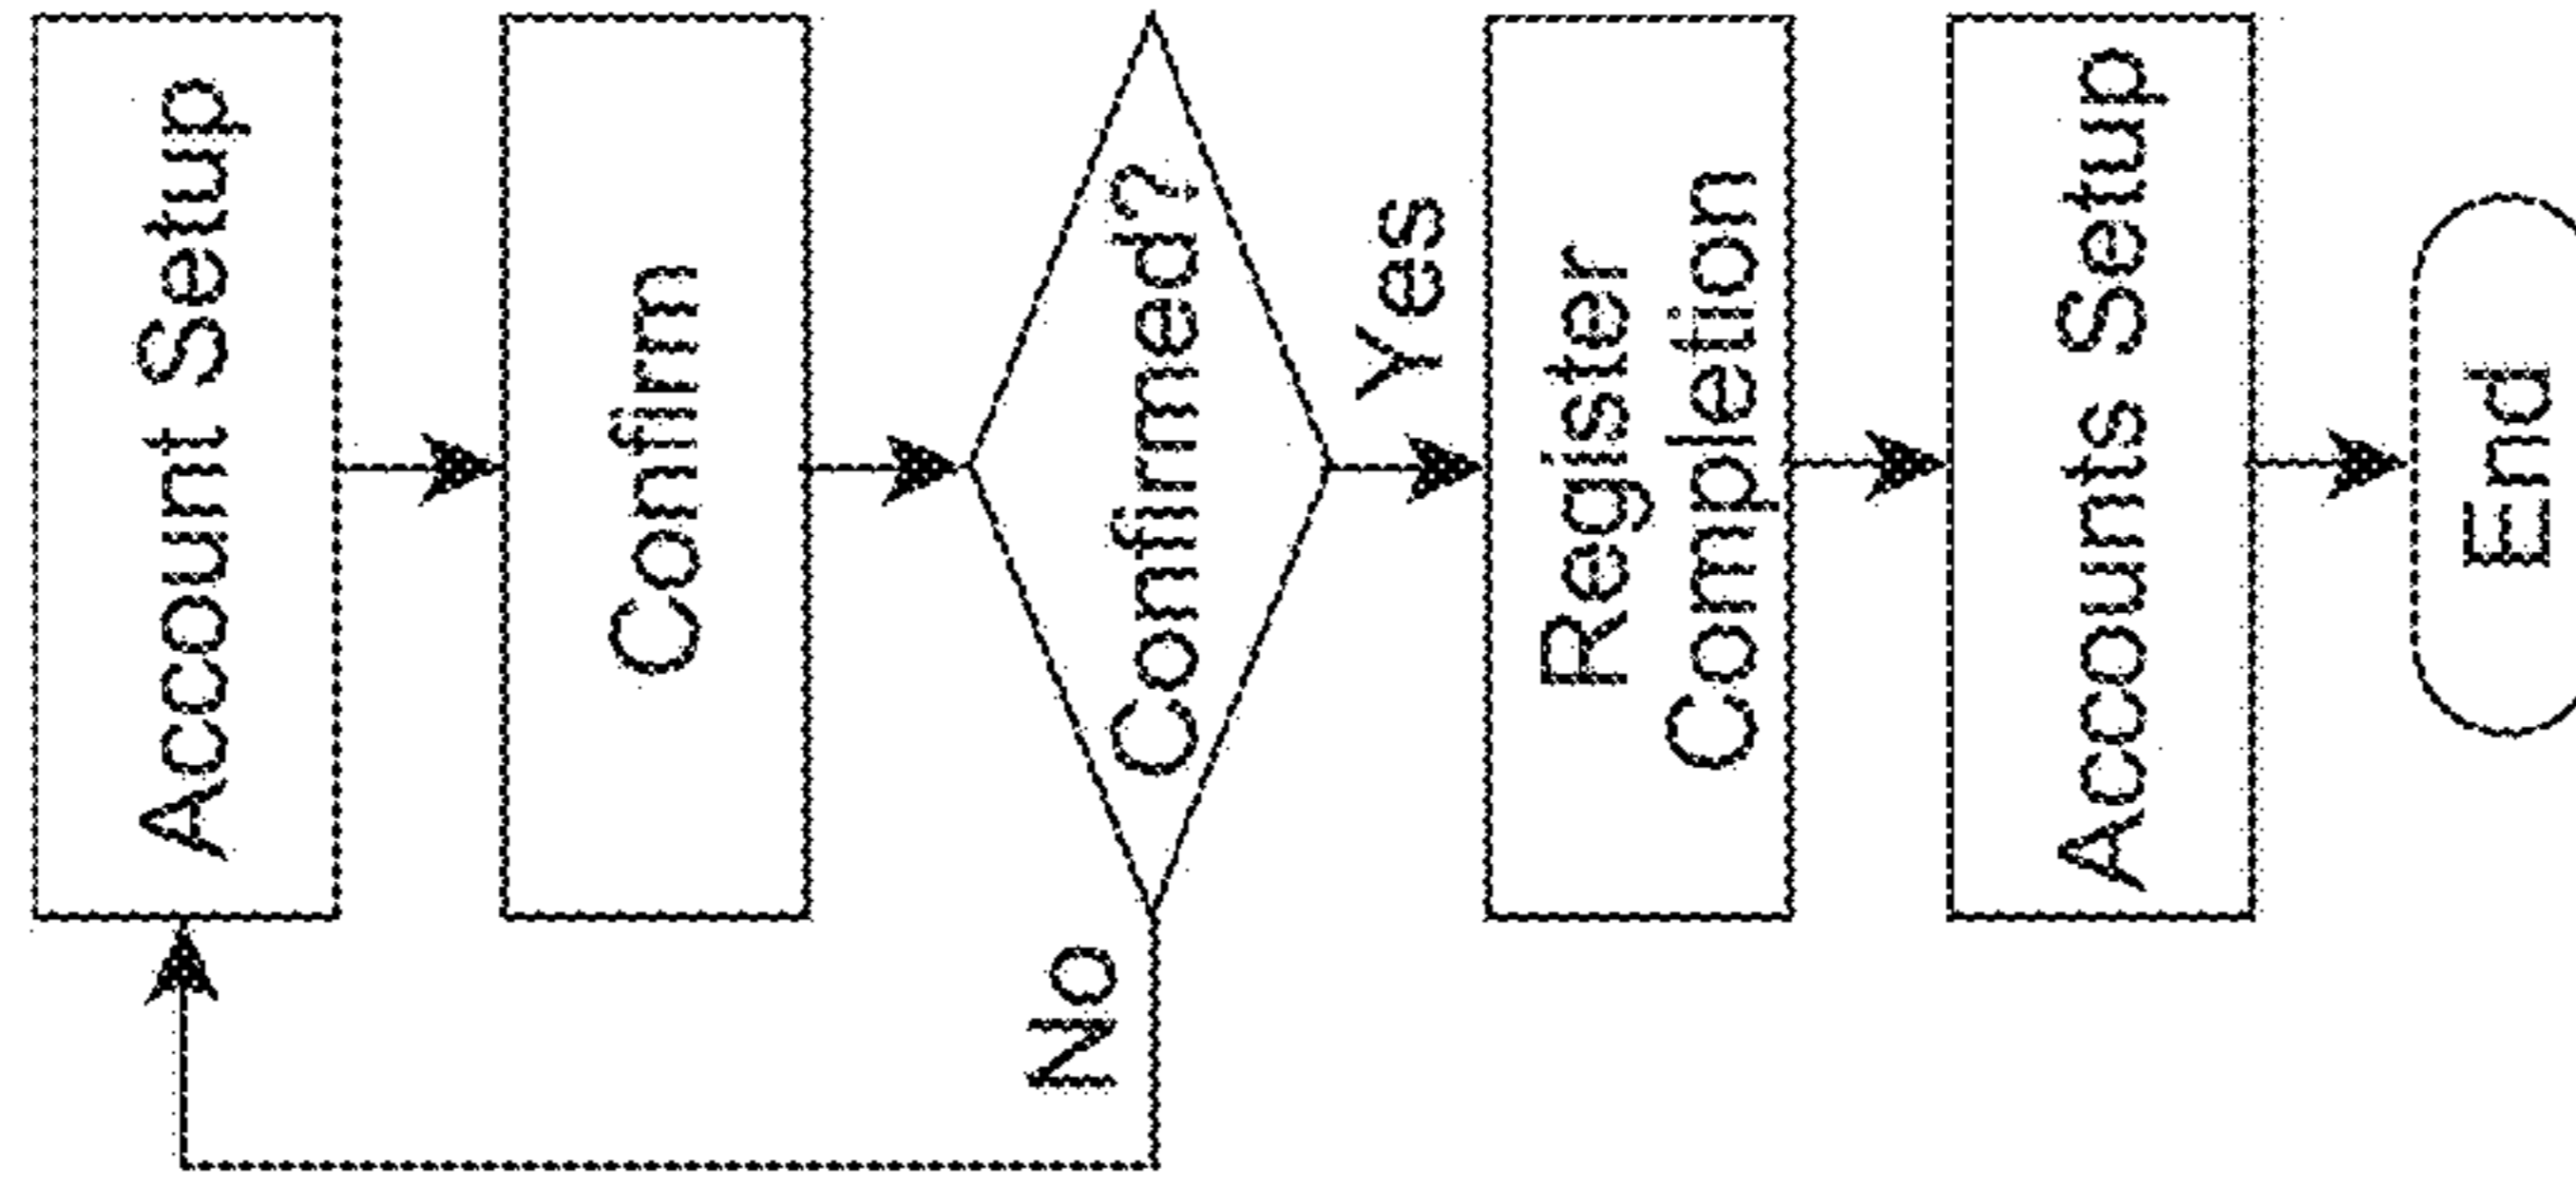 Account Setup
Confirm
Confirmed?
No
Yes
Register
Completion
Accounts Setup
End